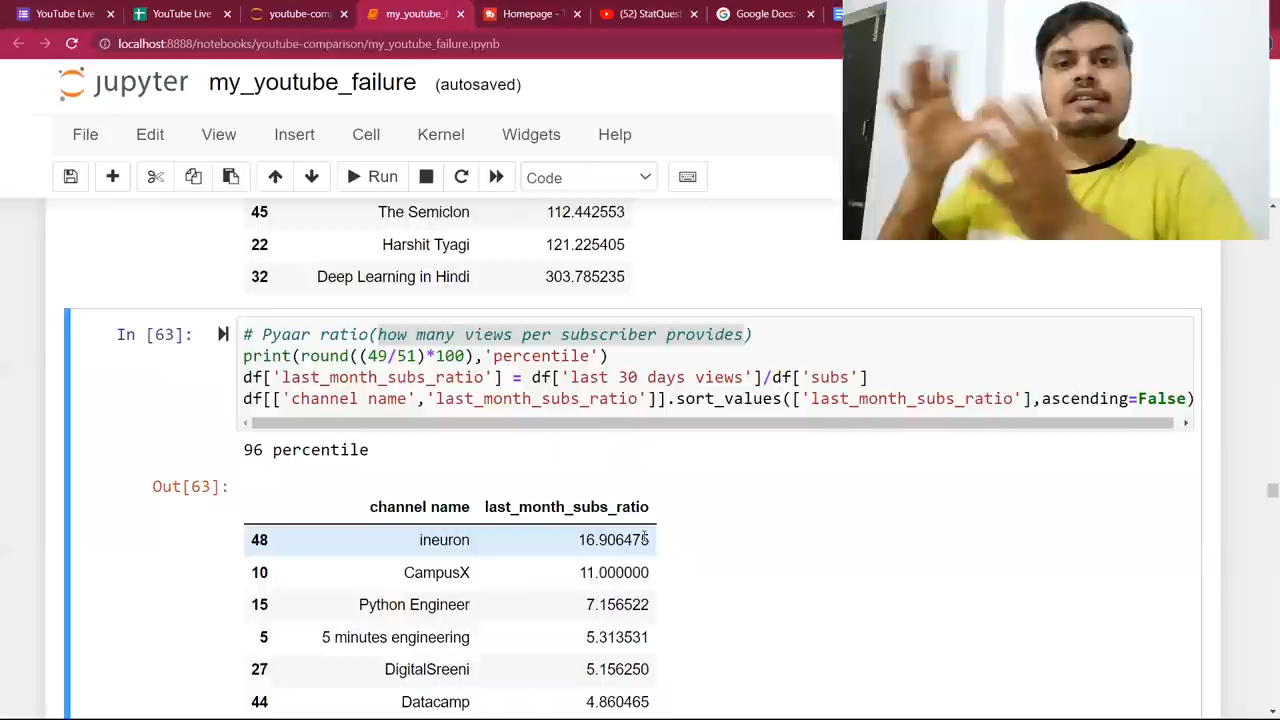 YouTube Live
YouTube Live
youtube-com
my_youtube_
Homepage - T
(52) StatQuest
Google Docs:
localhost:8888/notebooks/youtube-comparison/my_youtube_failure.ipynb
jupyter my_youtube_failure (autosaved)
File Edit View Insert Cell Kernel Widgets Help
Run Code
45 The Semiclon 112.442553
22 Harshit Tyagi 121.225405
32 Deep Learning in Hindi 303.785235
In [63]: # Pyaar ratio(how many views per subscriber provides)
print(round((49/51)*100),'percentile')
df['last_month_subs_ratio'] = df['last 30 days views']/df['subs']
df[['channel name','last_month_subs_ratio']].sort_values(['last_month_subs_ratio'],ascending=False)
96 percentile
Out[63]:
channel name last_month_subs_ratio
48 ineuron 16.906475
10 CampusX 11.000000
15 Python Engineer 7.156522
5 5 minutes engineering 5.313531
27 DigitalSreeni 5.156250
44 Datacamp 4.860465